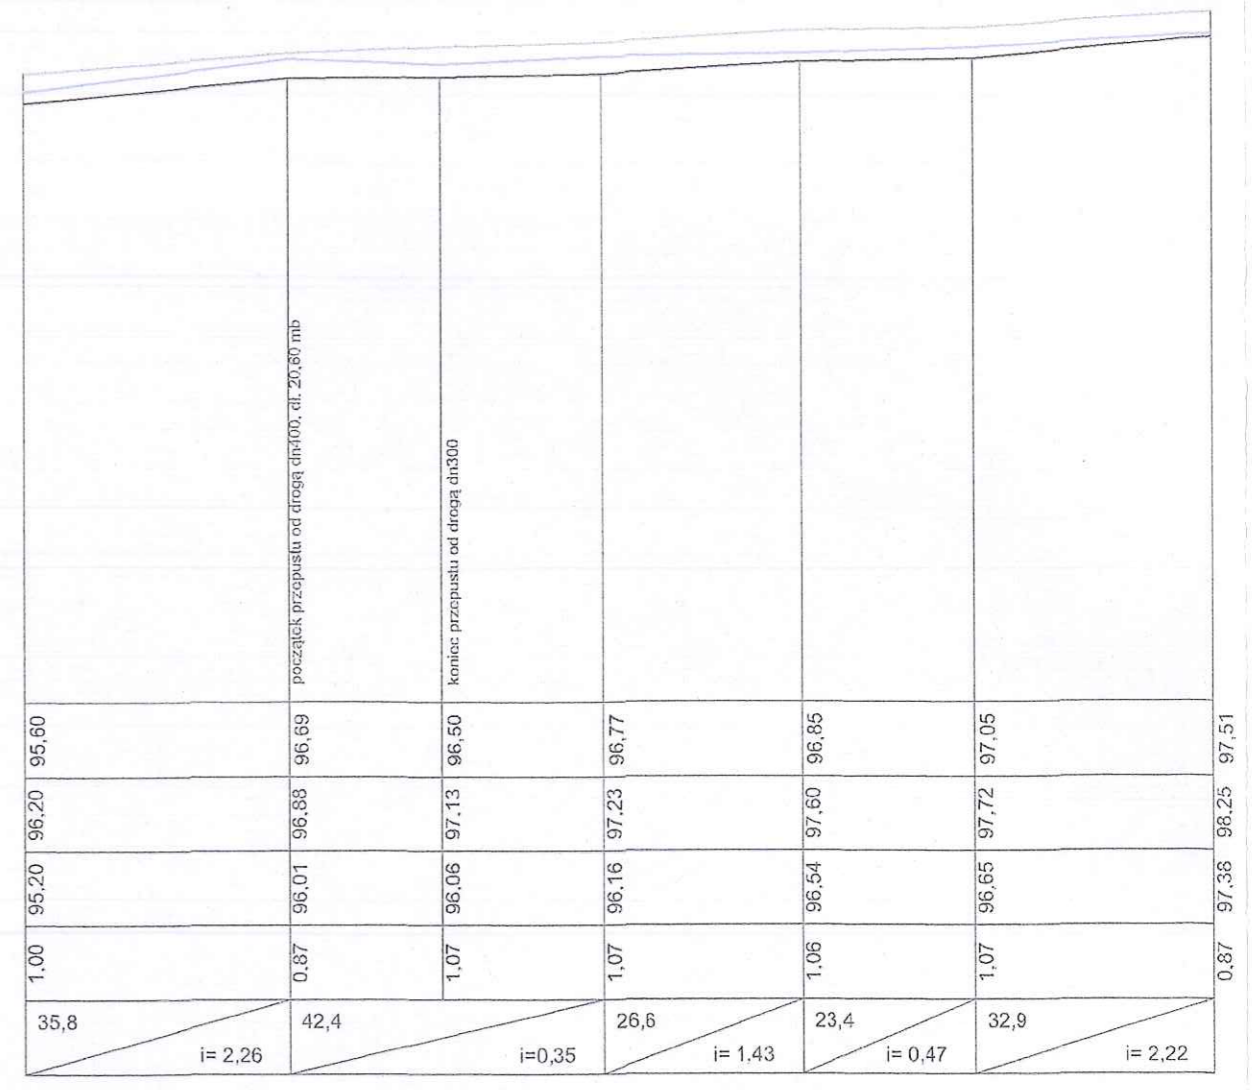 początek przepustu od drogą dn400, dł. 20,60 mb
koniec przepustu od drogą dn300
95,60 96,69 96,50 96,77 96,85 97,05 97,51
96,20 96,88 97,13 97,23 97,60 97,72 98,25
95,20 96,01 96,06 96,16 96,54 96,65 97,38
1,00 0,87 1,07 1,07 1,06 1,07 0,87
35,8 42,4 26,6 23,4 32,9
i= 2,26 i=0,35 i= 1,43 i= 0,47 i= 2,22